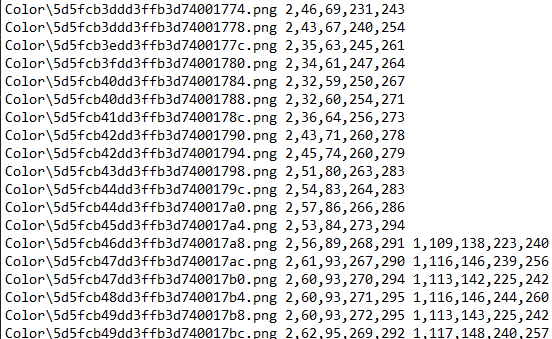 Color\5d5fcb3ddd3ffb3d74001774.png 2,46,69,231,243
Color\5d5fcb3edd3ffb3d74001778.png 2,43,67,240,254
Color\5d5fcb3edd3ffb3d7400177c.png 2,35,63,245,261
Color\5d5fcb3fdd3ffb3d74001780.png 2,34,61,247,264
Color\5d5fcb40dd3ffb3d74001784.png 2,32,59,250,267
Color\5d5fcb40dd3ffb3d74001788.png 2,32,60,254,271
Color\5d5fcb41dd3ffb3d7400178c.png 2,36,64,256,273
Color\5d5fcb42dd3ffb3d74001790.png 2,43,71,260,278
Color\5d5fcb42dd3ffb3d74001794.png 2,45,74,260,279
Color\5d5fcb43dd3ffb3d74001798.png 2,51,80,263,283
Color\5d5fcb44dd3ffb3d7400179c.png 2,54,83,264,283
Color\5d5fcb44dd3ffb3d740017a0.png 2,57,86,266,286
Color\5d5fcb45dd3ffb3d740017a4.png 2,53,84,273,294
Color\5d5fcb46dd3ffb3d740017a8.png 2,56,89,268,291 1,109,138,223,240
Color\5d5fcb47dd3ffb3d740017ac.png 2,61,93,267,290 1,116,146,239,256
Color\5d5fcb47dd3ffb3d740017b0.png 2,60,93,270,294 1,113,142,225,242
Color\5d5fcb48dd3ffb3d740017b4.png 2,60,93,271,295 1,116,146,244,260
Color\5d5fcb49dd3ffb3d740017b8.png 2,60,93,272,295 1,113,143,225,242
Color\5d5fcb49dd3ffb3d740017bc.png 2,62,95,269,292 1,117,148,240,257